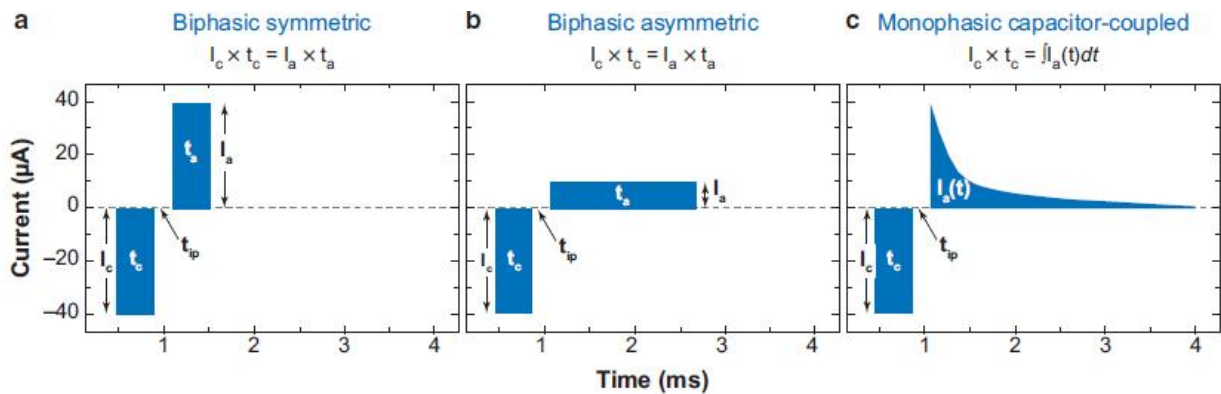 a Biphasic symmetric
I_c × t_c = I_a × t_a
b Biphasic asymmetric
I_c × t_c = I_a × t_a
c Monophasic capacitor-coupled
I_c × t_c = ∫I_a(t)dt
Current (μA)
40
20
0
−20
−40
I_c
t_c
t_ip
t_a
I_a
1 2 3 4
I_c
t_c
t_ip
t_a
I_a
1 2 3 4
I_c
t_c
t_ip
I_a(t)
1 2 3 4
Time (ms)